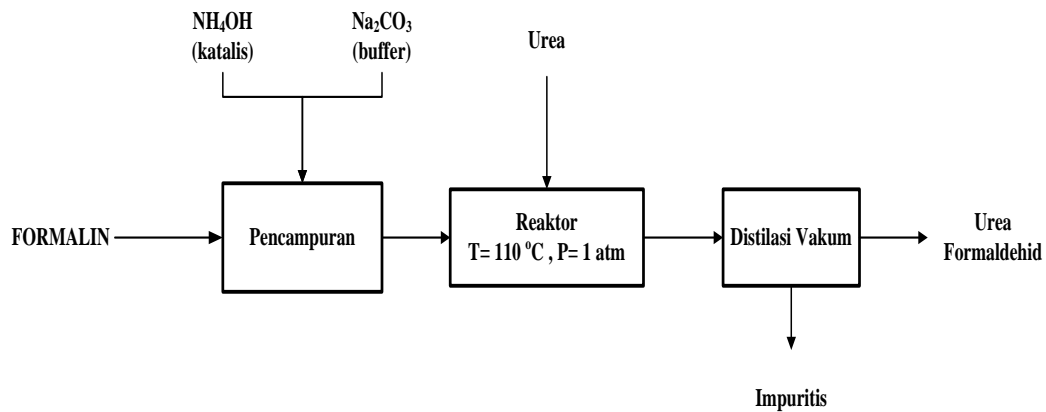 NH₄OH
(katalis)
Na₂CO₃
(buffer)
Urea
FORMALIN
Pencampuran
Reaktor
T= 110 °C , P= 1 atm
Distilasi Vakum
Urea
Formaldehid
Impuritis